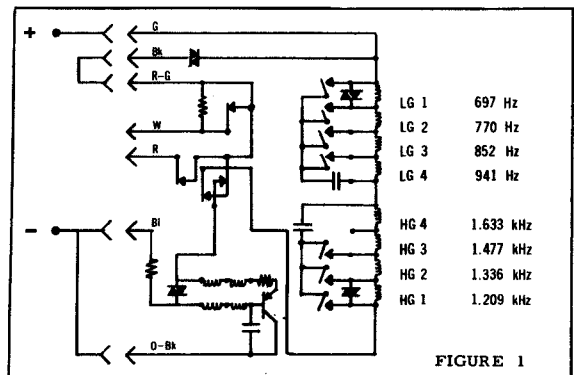 +
G
Bk
R-G
W
R
-
Bl
O-Bk
LG 1 697 Hz
LG 2 770 Hz
LG 3 852 Hz
LG 4 941 Hz
HG 4 1.633 kHz
HG 3 1.477 kHz
HG 2 1.336 kHz
HG 1 1.209 kHz
FIGURE 1